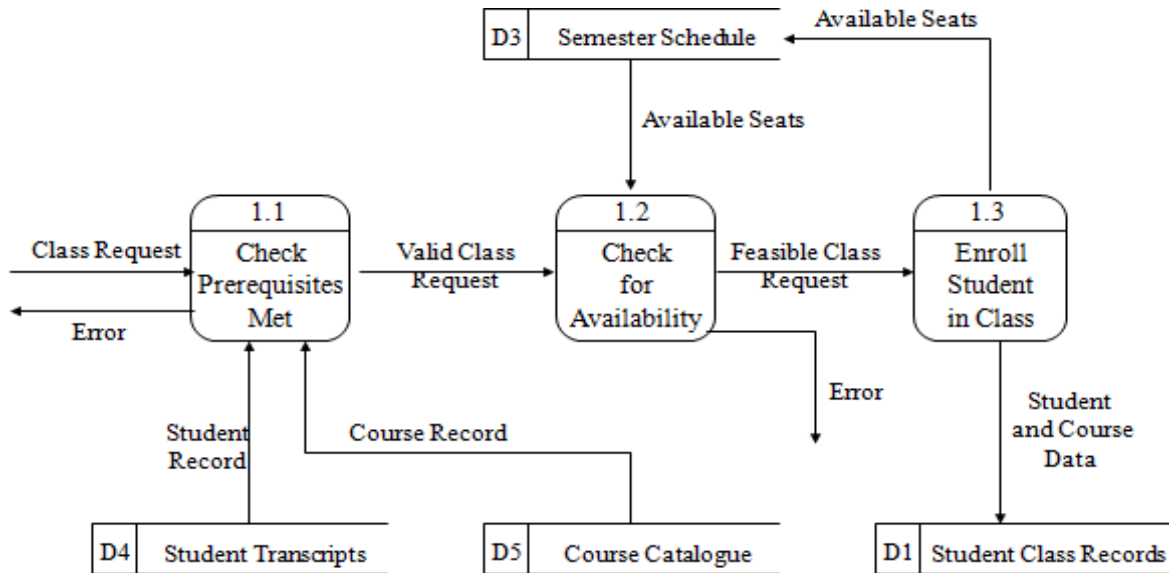 Available Seats
D3 Semester Schedule
Available Seats
1.1
Check
Prerequisites
Met
1.2
Check
for
Availability
1.3
Enroll
Student
in Class
Class Request
Valid Class
Request
Feasible Class
Request
Error
Error
Student
Record
Course Record
Student
and Course
Data
D4 Student Transcripts
D5 Course Catalogue
D1 Student Class Records